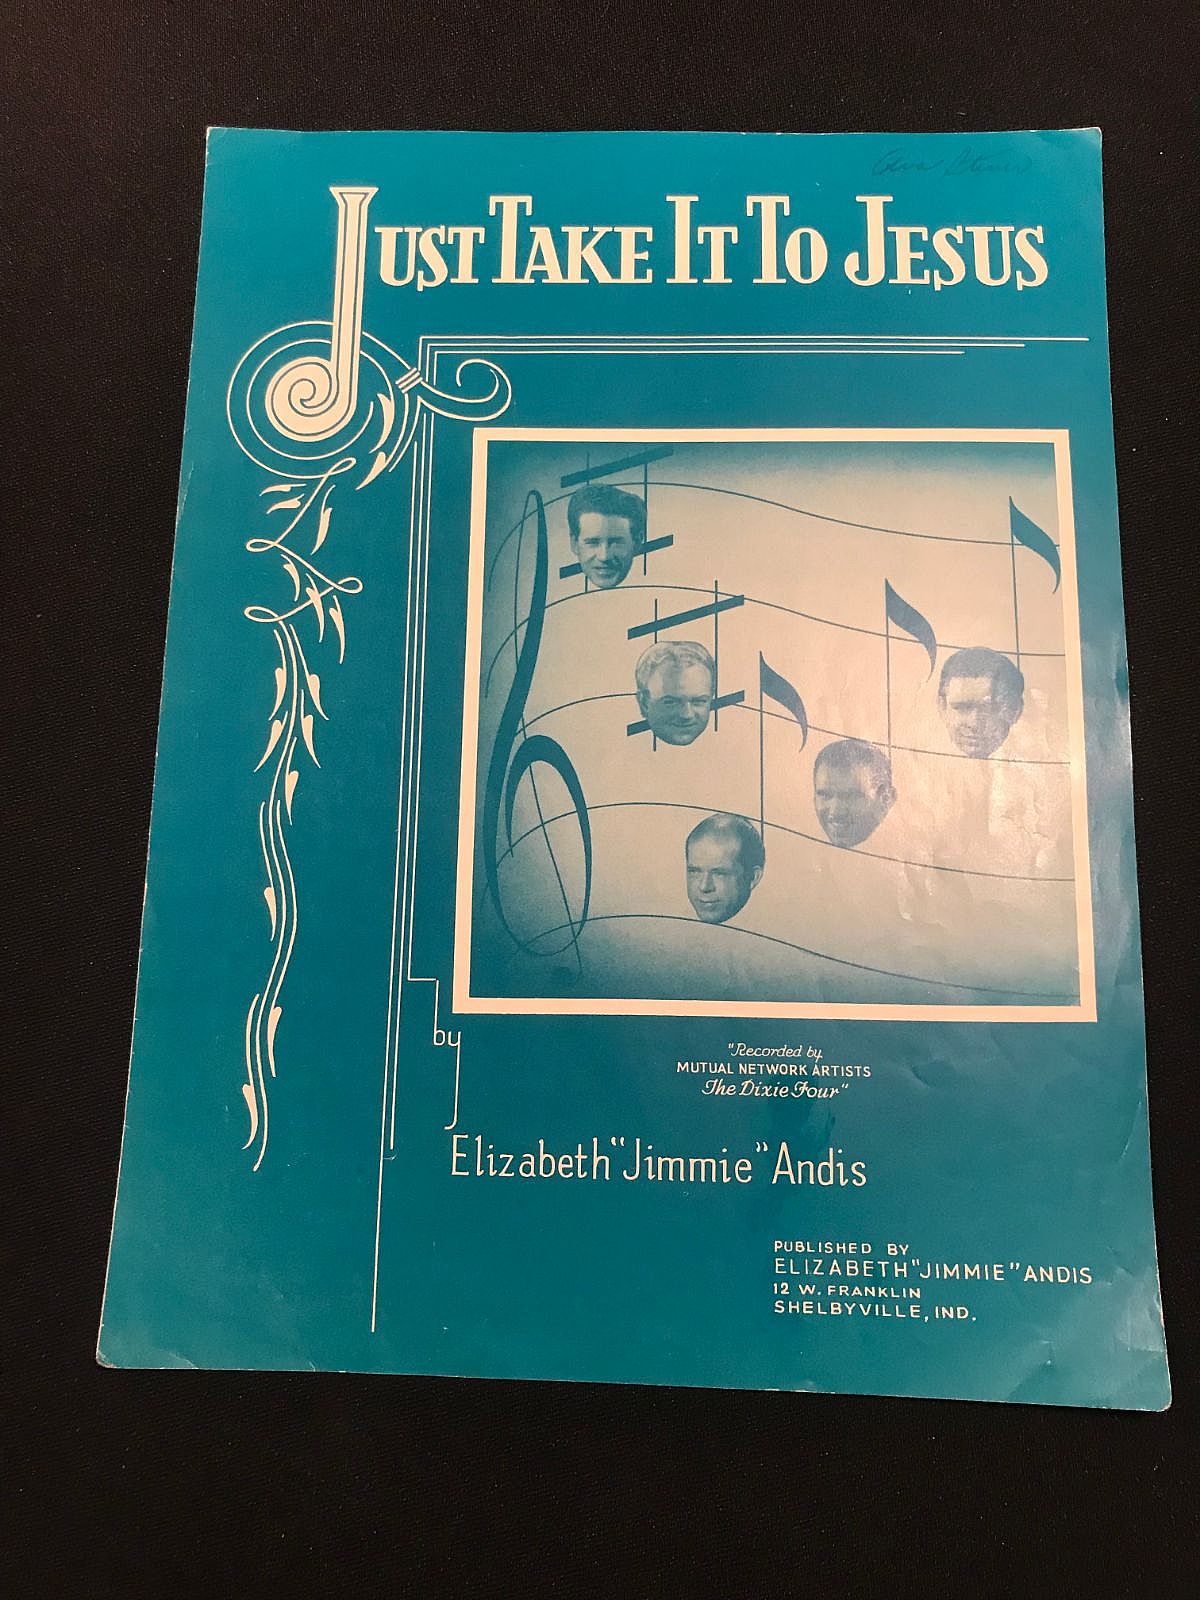 JUST TAKE IT TO JESUS
by
"Recorded by
MUTUAL NETWORK ARTISTS
The Dixie Four"
Elizabeth "Jimmie" Andis
PUBLISHED BY
ELIZABETH "JIMMIE" ANDIS
12 W. FRANKLIN
SHELBYVILLE, IND.